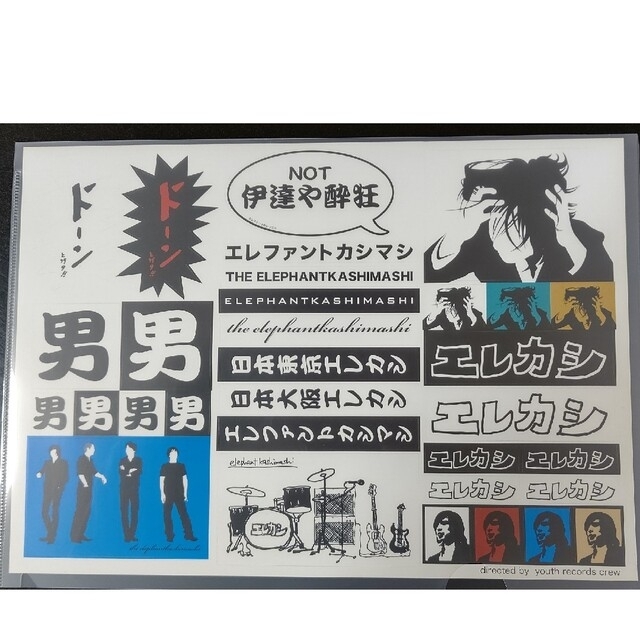 ドーン
ドーン
NOT
伊達や酔狂
エレファントカシマシ
THE ELEPHANTKASHIMASHI
ELEPHANTKASHIMASHI
the elephantkashimashi
日本東京エレカシ
日本大阪エレカシ
エレファントカシマシ
elephantkashimashi
エレカシ
男 男
男 男 男 男
the elephantkashimashi
エレカシ
エレカシ
エレカシ エレカシ
エレカシ エレカシ
directed by youth records crew